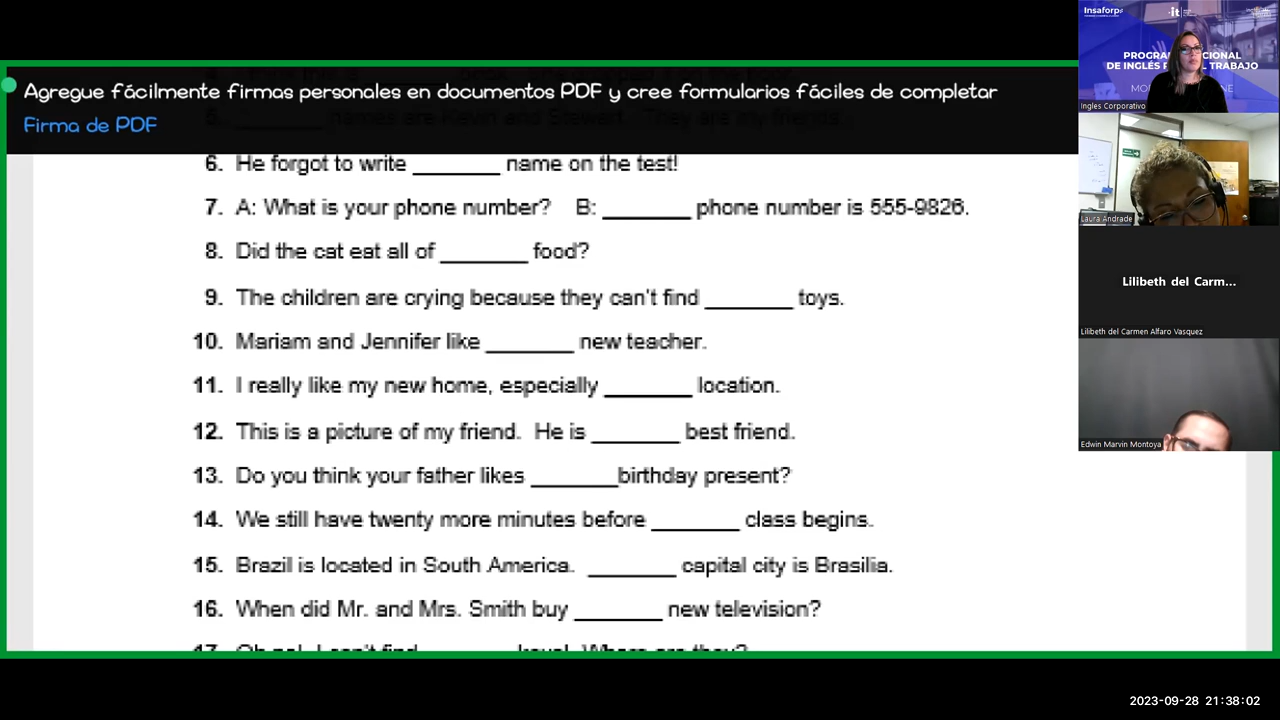 Agregue fácilmente firmas personales en documentos PDF y cree formularios fáciles de completar
Firma de PDF
6. He forgot to write ________ name on the test!
7. A: What is your phone number? B: ________ phone number is 555-9826.
8. Did the cat eat all of ________ food?
9. The children are crying because they can't find ________ toys.
10. Mariam and Jennifer like ________ new teacher.
11. I really like my new home, especially ________ location.
12. This is a picture of my friend. He is ________ best friend.
13. Do you think your father likes ________birthday present?
14. We still have twenty more minutes before ________ class begins.
15. Brazil is located in South America. ________ capital city is Brasilia.
16. When did Mr. and Mrs. Smith buy ________ new television?
Insaforp
Ingles Corporativo
Laura Andrade
Lilibeth del Carm...
Lilibeth del Carmen Alfaro Vasquez
Edwin Marvin Montoya
2023-09-28 21:38:02